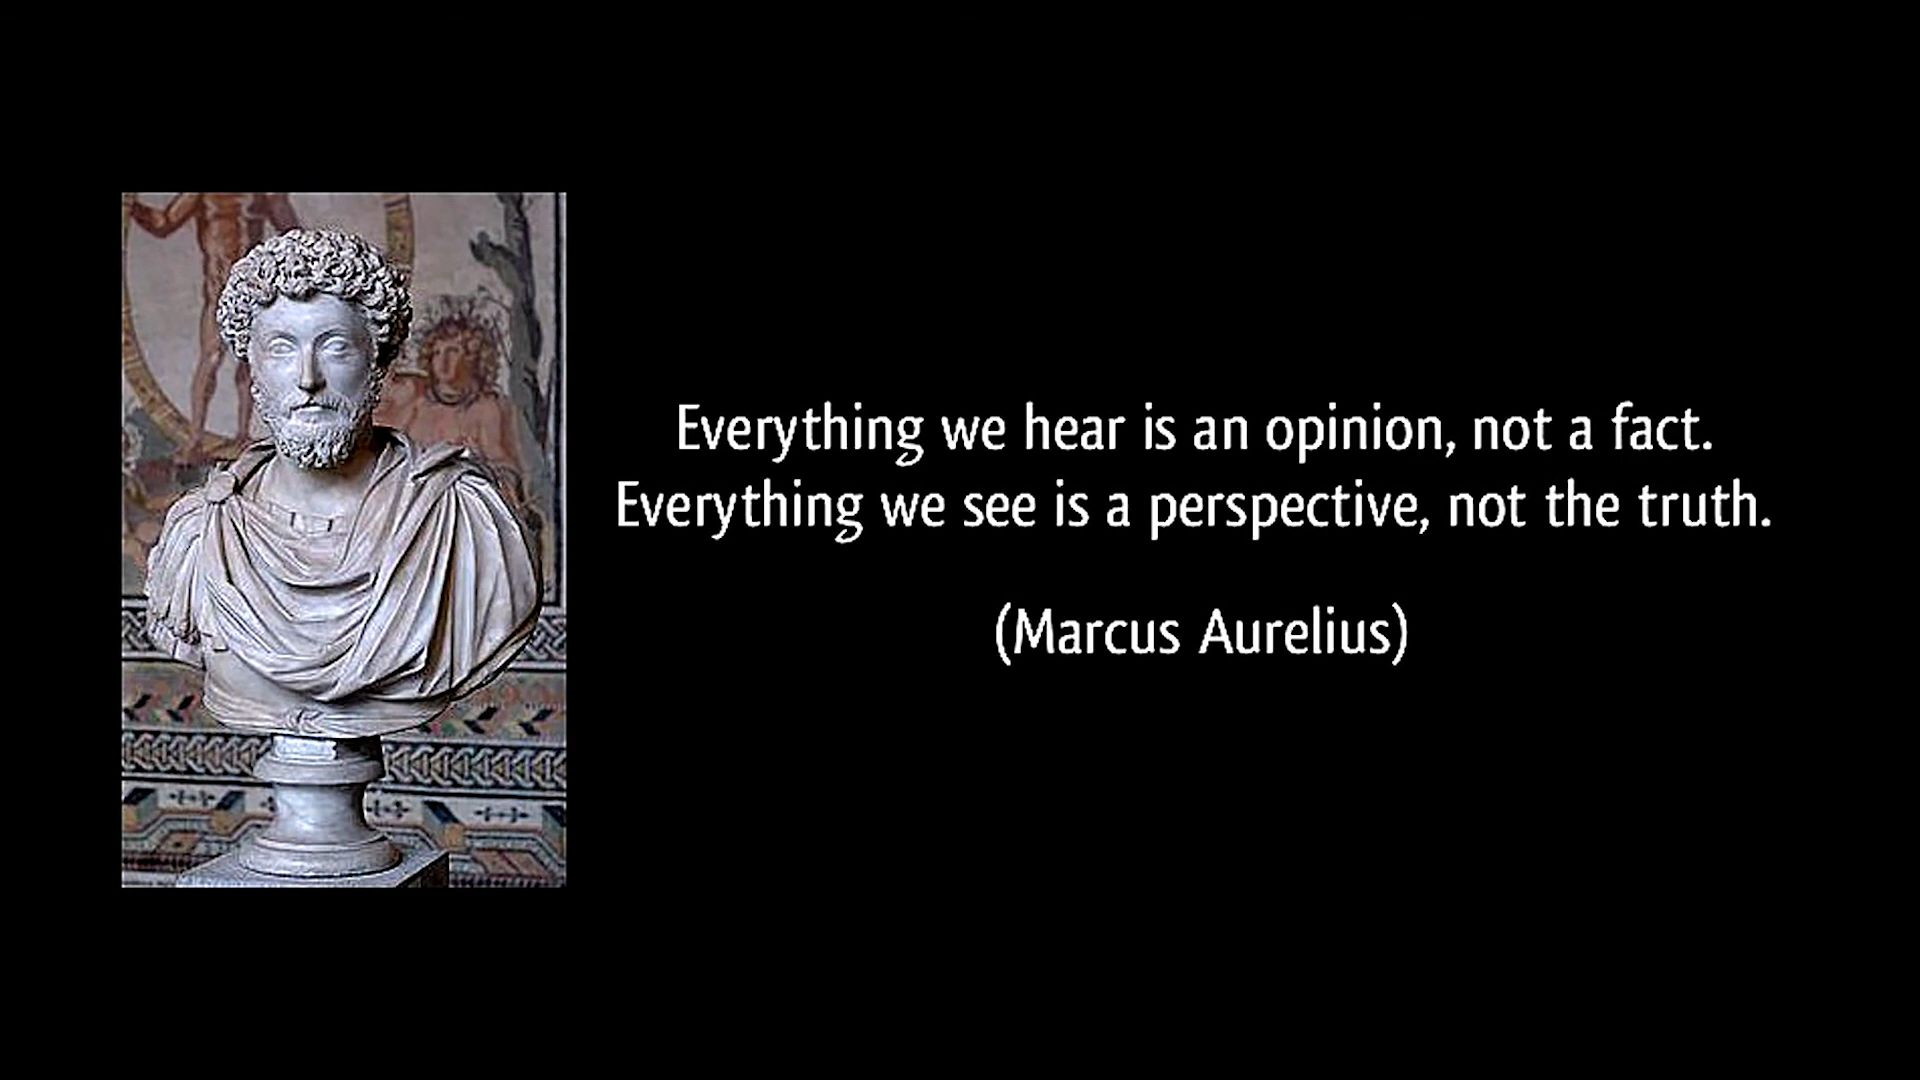 Everything we hear is an opinion, not a fact.
Everything we see is a perspective, not the truth.
(Marcus Aurelius)